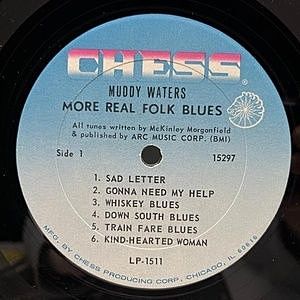 CHESS
MUDDY WATERS
MORE REAL FOLK BLUES
All tunes written by McKinley Morganfield
& published by ARC MUSIC CORP. (BMI)
Side 1
15297
1. SAD LETTER
2. GONNA NEED MY HELP
3. WHISKEY BLUES
4. DOWN SOUTH BLUES
5. TRAIN FARE BLUES
6. KIND-HEARTED WOMAN
LP-1511
MFG. BY CHESS PRODUCING CORP. CHICAGO, IL 60616